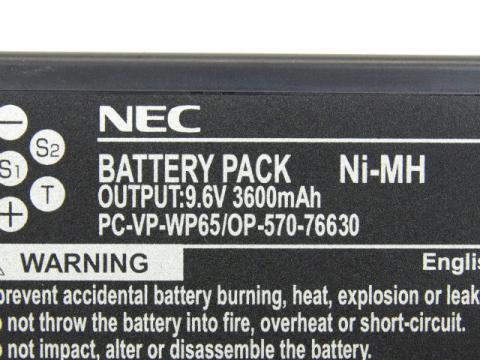 NEC
BATTERY PACK Ni-MH
OUTPUT:9.6V 3600mAh
PC-VP-WP65/OP-570-76630
S2
S1
T
WARNING
prevent accidental battery burning, heat, explosion or
not throw the battery into fire, overheat or short-circuit.
not impact, alter or disassemble the battery.